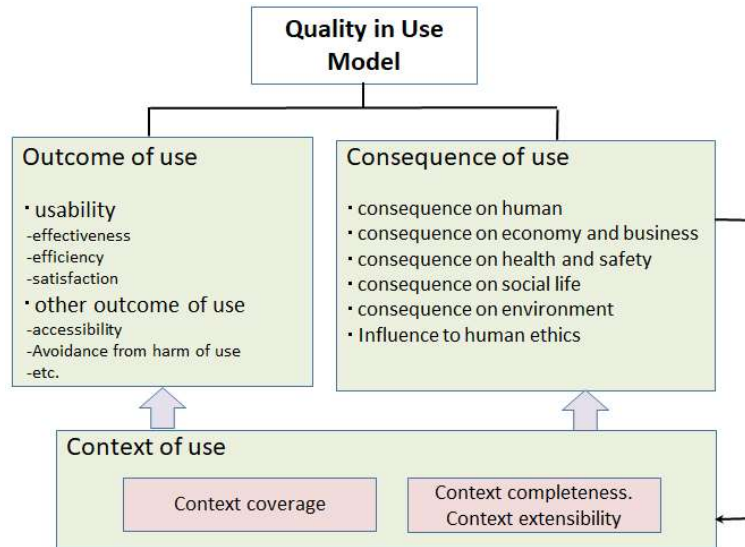 Quality in Use
Model
Outcome of use
・usability
-effectiveness
-efficiency
-satisfaction
・other outcome of use
-accessibility
-Avoidance from harm of use
-etc.
Consequence of use
・consequence on human
・consequence on economy and business
・consequence on health and safety
・consequence on social life
・consequence on environment
・Influence to human ethics
Context of use
Context coverage
Context completeness.
Context extensibility